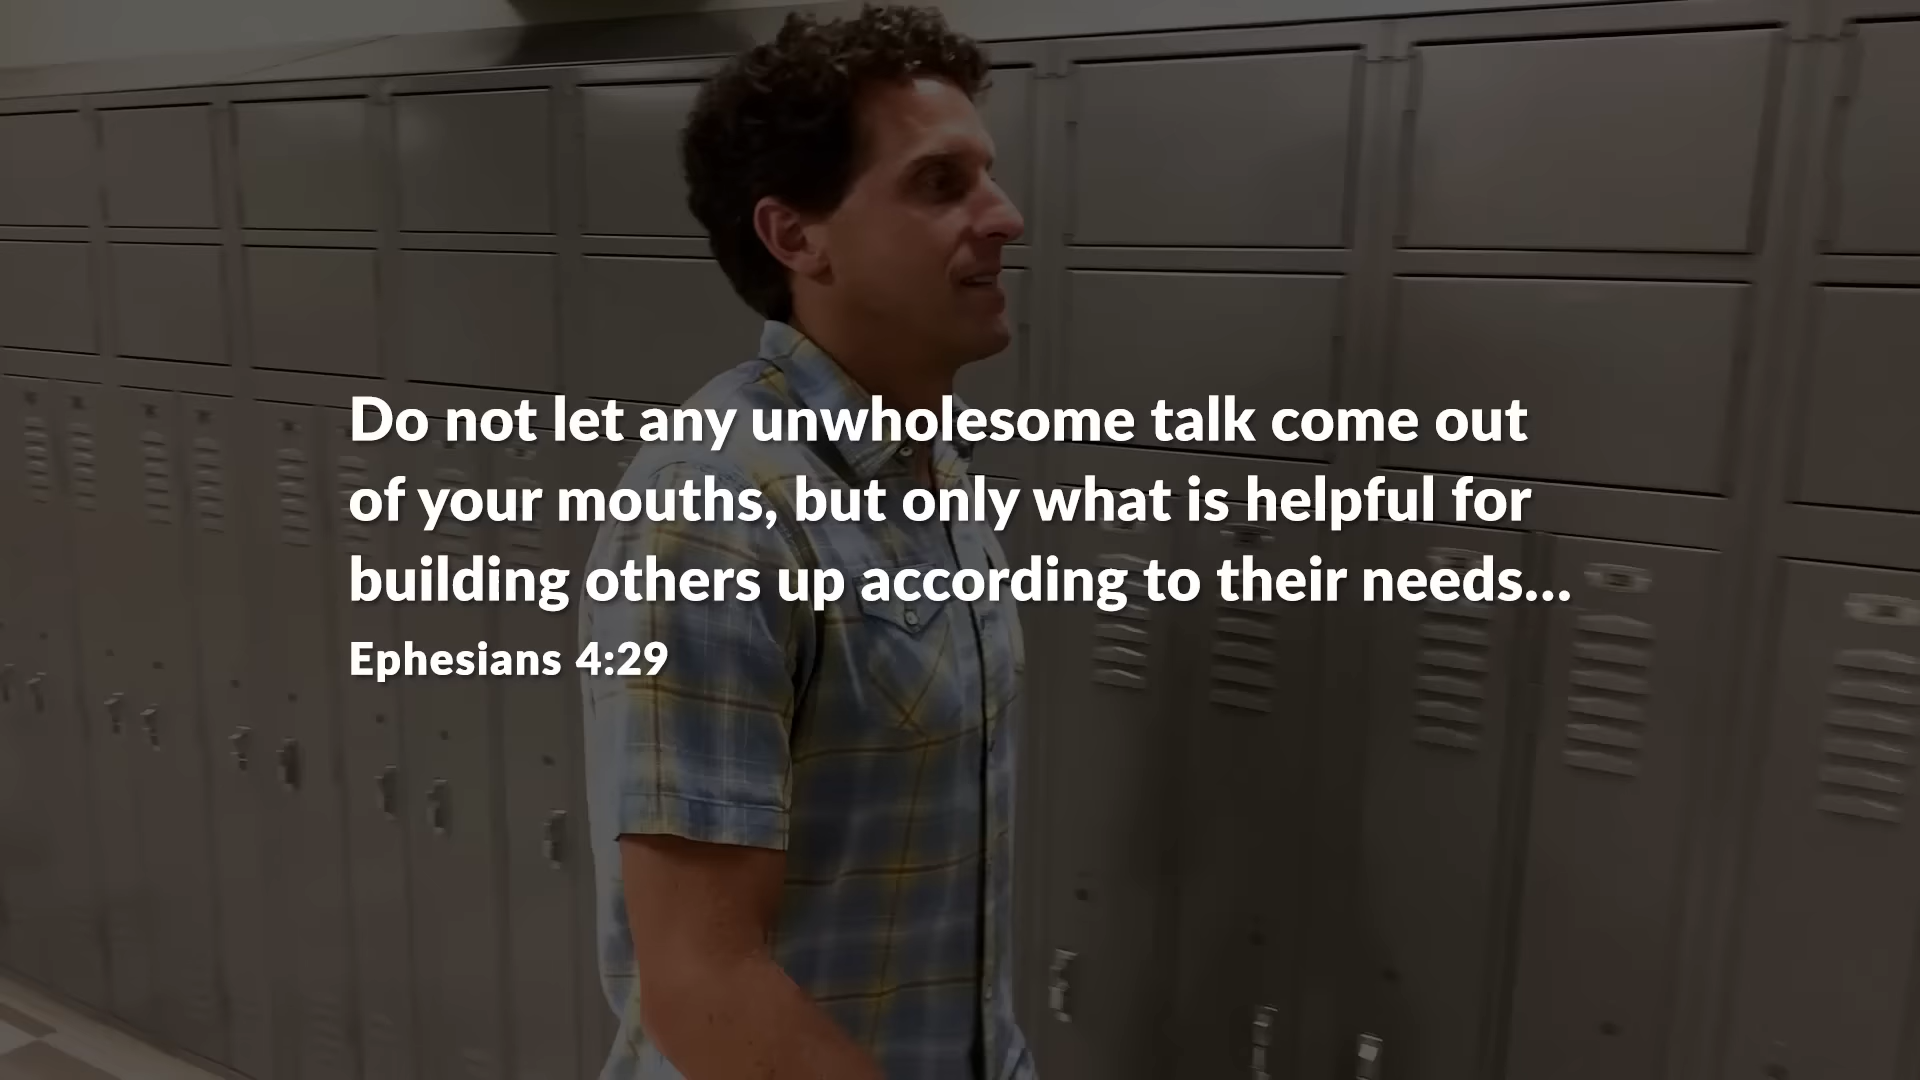 Do not let any unwholesome talk come out
of your mouths, but only what is helpful for
building others up according to their needs...
Ephesians 4:29